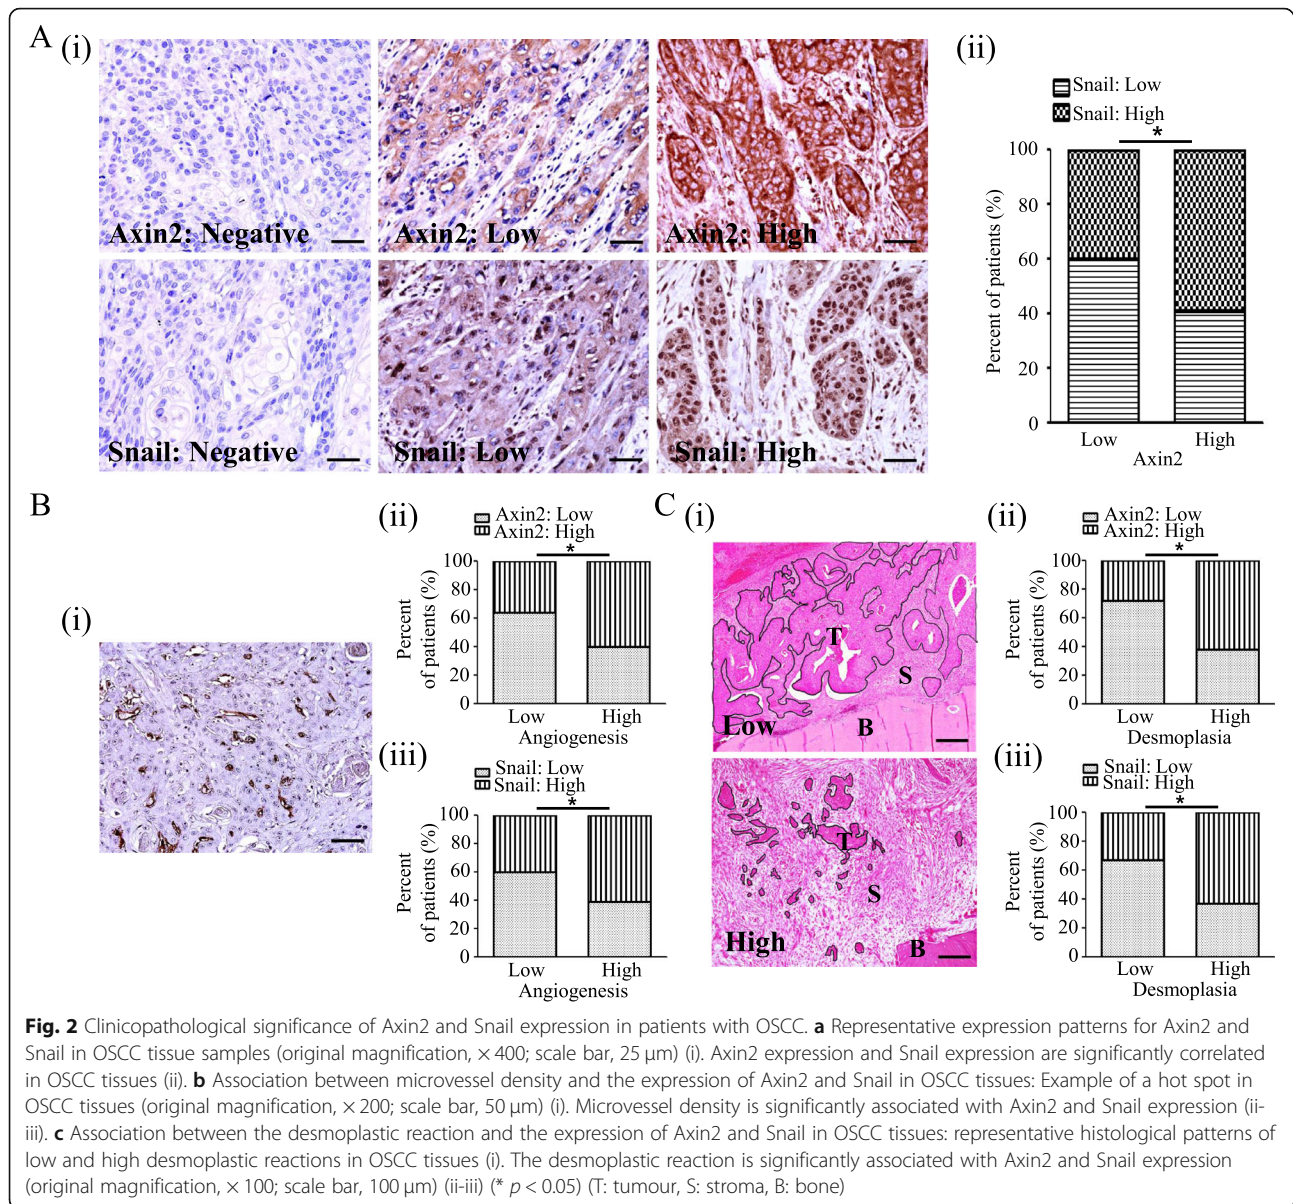 A
(i)
Axin2: Negative
Axin2: Low
Axin2: High
Snail: Negative
Snail: Low
Snail: High
(ii)
Snail: Low
Snail: High
*
100
80
60
40
20
0
Percent of patients (%)
Low
High
Axin2
B
(i)
(ii)
Axin2: Low
Axin2: High
*
100
80
60
40
20
0
Percent
of patients (%)
Low
High
Angiogenesis
(iii)
Snail: Low
Snail: High
*
100
80
60
40
20
0
Percent
of patients (%)
Low
High
Angiogenesis
C
(i)
T
S
Low
B
T
S
High
B
(ii)
Axin2: Low
Axin2: High
*
100
80
60
40
20
0
Percent
of patients (%)
Low
High
Desmoplasia
(iii)
Snail: Low
Snail: High
*
100
80
60
40
20
0
Percent
of patients (%)
Low
High
Desmoplasia
Fig. 2 Clinicopathological significance of Axin2 and Snail expression in patients with OSCC. a Representative expression patterns for Axin2 and
Snail in OSCC tissue samples (original magnification, × 400; scale bar, 25 μm) (i). Axin2 expression and Snail expression are significantly correlated
in OSCC tissues (ii). b Association between microvessel density and the expression of Axin2 and Snail in OSCC tissues: Example of a hot spot in
OSCC tissues (original magnification, × 200; scale bar, 50 μm) (i). Microvessel density is significantly associated with Axin2 and Snail expression (ii-
iii). c Association between the desmoplastic reaction and the expression of Axin2 and Snail in OSCC tissues: representative histological patterns of
low and high desmoplastic reactions in OSCC tissues (i). The desmoplastic reaction is significantly associated with Axin2 and Snail expression
(original magnification, × 100; scale bar, 100 μm) (ii-iii) (* p < 0.05) (T: tumour, S: stroma, B: bone)